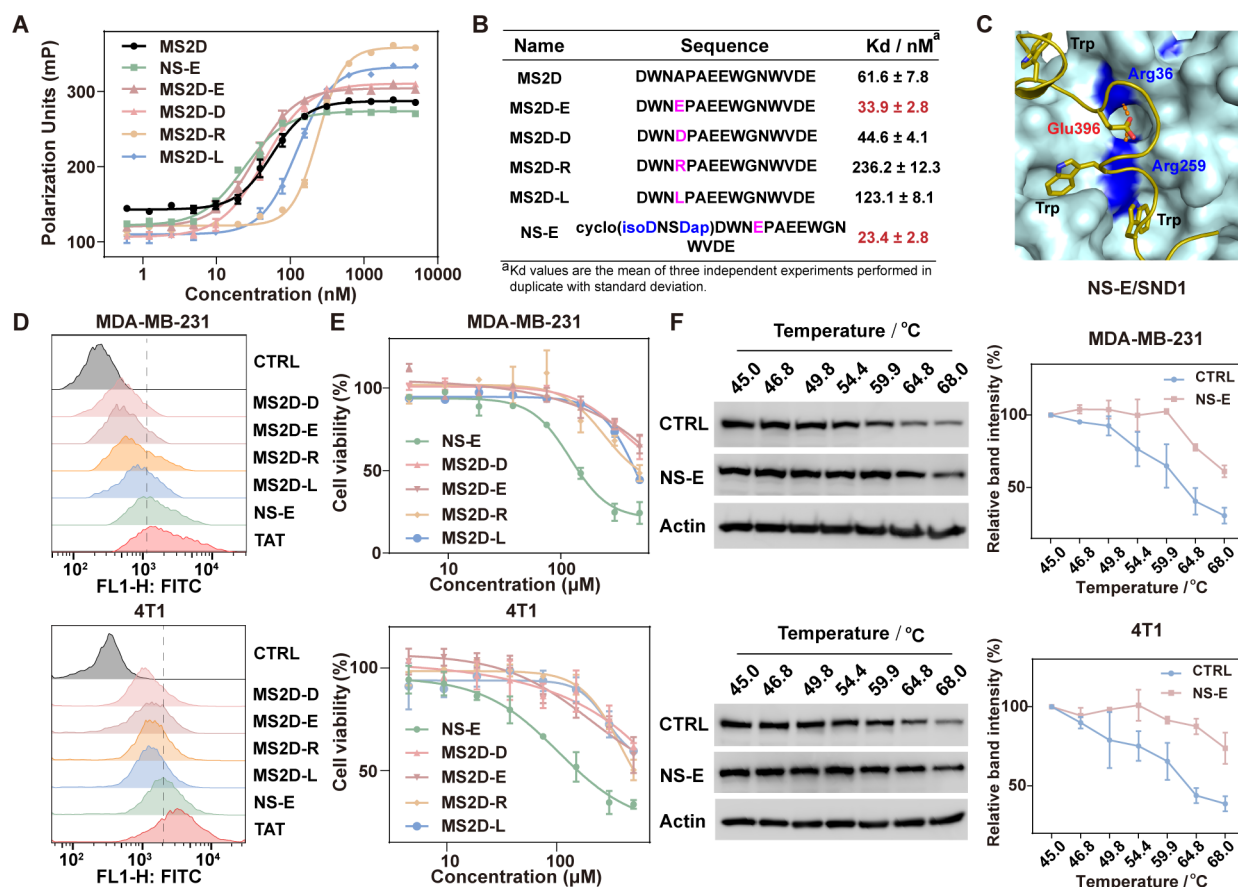 A
Polarization Units (mP)
300
200
100
MS2D
NS-E
MS2D-E
MS2D-D
MS2D-R
MS2D-L
1 10 100 1000 10000
Concentration (nM)
B
Name Sequence Kd / nMa
MS2D DWNAPAEEWGNWVDE 61.6 ± 7.8
MS2D-E DWNEPAEEWGNWVDE 33.9 ± 2.8
MS2D-D DWNDPAEEWGNWVDE 44.6 ± 4.1
MS2D-R DWNRPAEEWGNWVDE 236.2 ± 12.3
MS2D-L DWNLPAEEWGNWVDE 123.1 ± 8.1
NS-E cyclo(isoDNSDap)DWNEPAEEWGN
WVDE 23.4 ± 2.8
aKd values are the mean of three independent experiments performed in
duplicate with standard deviation.
C
Trp
Arg36
Glu396
Arg259
Trp
Trp
NS-E/SND1
D
MDA-MB-231
CTRL
MS2D-D
MS2D-E
MS2D-R
MS2D-L
NS-E
TAT
102 103 104
FL1-H: FITC
4T1
CTRL
MS2D-D
MS2D-E
MS2D-R
MS2D-L
NS-E
TAT
102 103 104
FL1-H: FITC
E
MDA-MB-231
Cell viability (%)
100
50
0
NS-E
MS2D-D
MS2D-E
MS2D-R
MS2D-L
10 100
Concentration (µM)
4T1
Cell viability (%)
100
50
NS-E
MS2D-D
MS2D-E
MS2D-R
MS2D-L
10 100
Concentration (µM)
F
Temperature / oC
45.0 46.8 49.8 54.4 59.9 64.8 68.0
CTRL
NS-E
Actin
MDA-MB-231
Relative band intensity (%)
CTRL
NS-E
100
50
45.0 46.8 49.8 54.4 59.9 64.8 68.0
Temperature / oC
Temperature / oC
45.0 46.8 49.8 54.4 59.9 64.8 68.0
CTRL
NS-E
Actin
4T1
Relative band intensity (%)
CTRL
NS-E
100
50
45.0 46.8 49.8 54.4 59.9 64.8 68.0
Temperature / oC